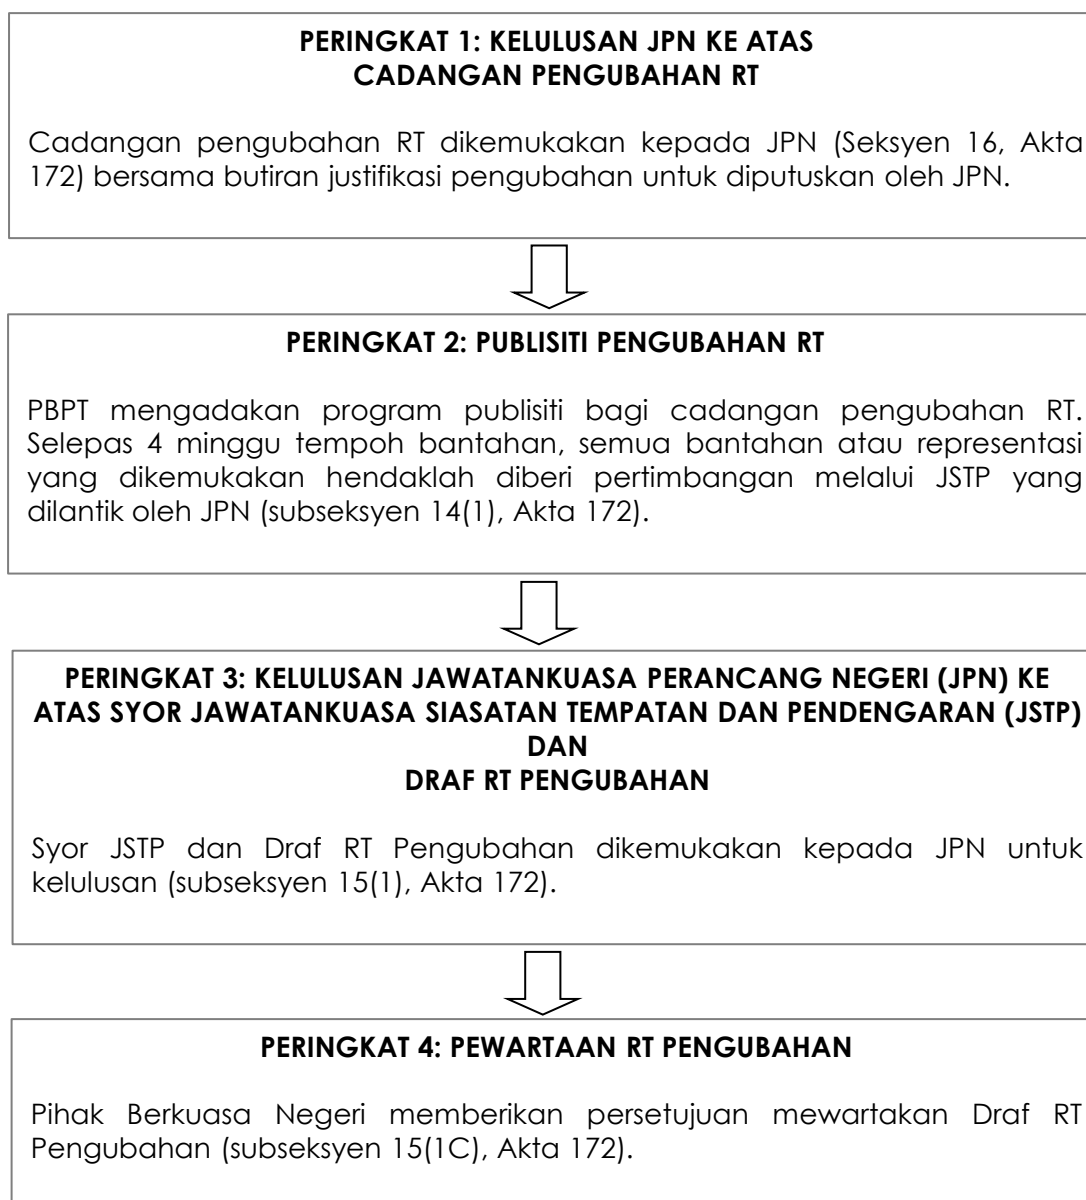 PERINGKAT 1: KELULUSAN JPN KE ATAS
CADANGAN PENGUBAHAN RT
Cadangan pengubahan RT dikemukakan kepada JPN (Seksyen 16, Akta
172) bersama butiran justifikasi pengubahan untuk diputuskan oleh JPN.
PERINGKAT 2: PUBLISITI PENGUBAHAN RT
PBPT mengadakan program publisiti bagi cadangan pengubahan RT.
Selepas 4 minggu tempoh bantahan, semua bantahan atau representasi
yang dikemukakan hendaklah diberi pertimbangan melalui JSTP yang
dilantik oleh JPN (subseksyen 14(1), Akta 172).
PERINGKAT 3: KELULUSAN JAWATANKUASA PERANCANG NEGERI (JPN) KE
ATAS SYOR JAWATANKUASA SIASATAN TEMPATAN DAN PENDENGARAN (JSTP)
DAN
DRAF RT PENGUBAHAN
Syor JSTP dan Draf RT Pengubahan dikemukakan kepada JPN untuk
kelulusan (subseksyen 15(1), Akta 172).
PERINGKAT 4: PEWARTAAN RT PENGUBAHAN
Pihak Berkuasa Negeri memberikan persetujuan mewartakan Draf RT
Pengubahan (subseksyen 15(1C), Akta 172).